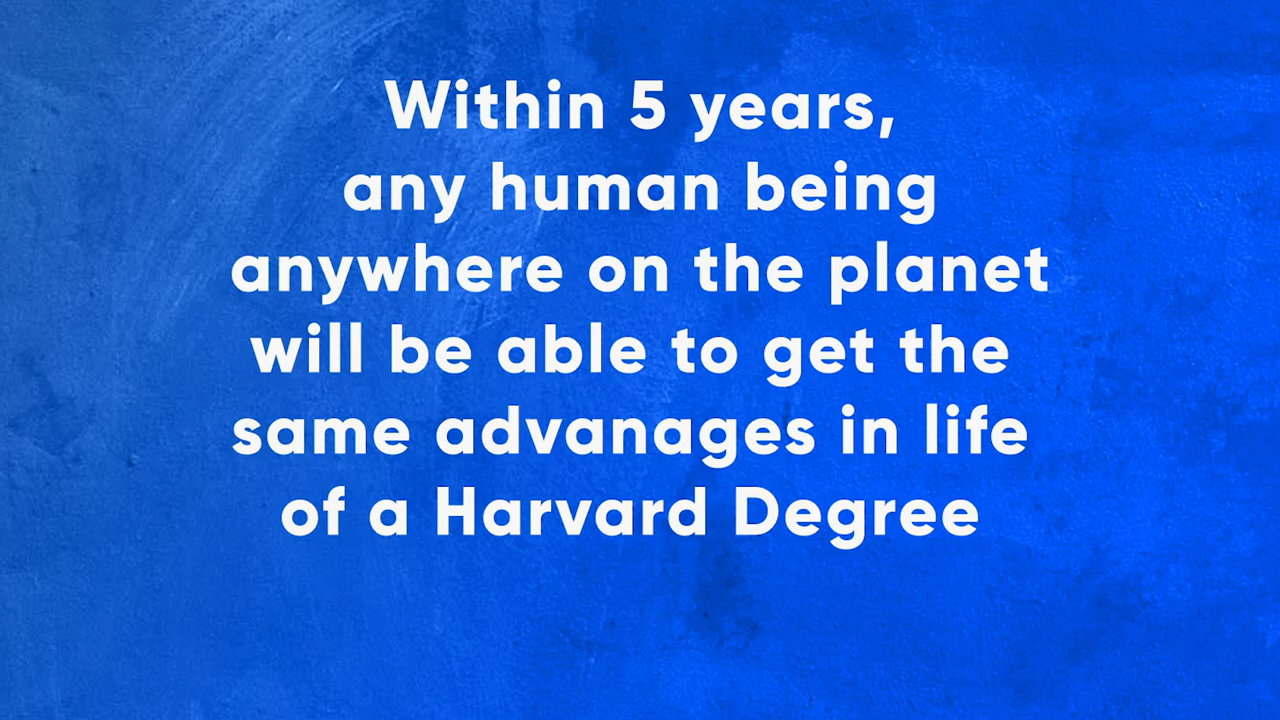 Within 5 years,
any human being
anywhere on the planet
will be able to get the
same advanages in life
of a Harvard Degree